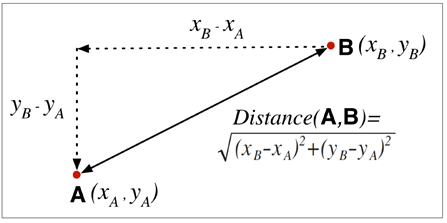 x_B - x_A
B (x_B, y_B)
y_B - y_A
Distance(A,B)=
√(x_B-x_A)²+(y_B-y_A)²
A (x_A, y_A)